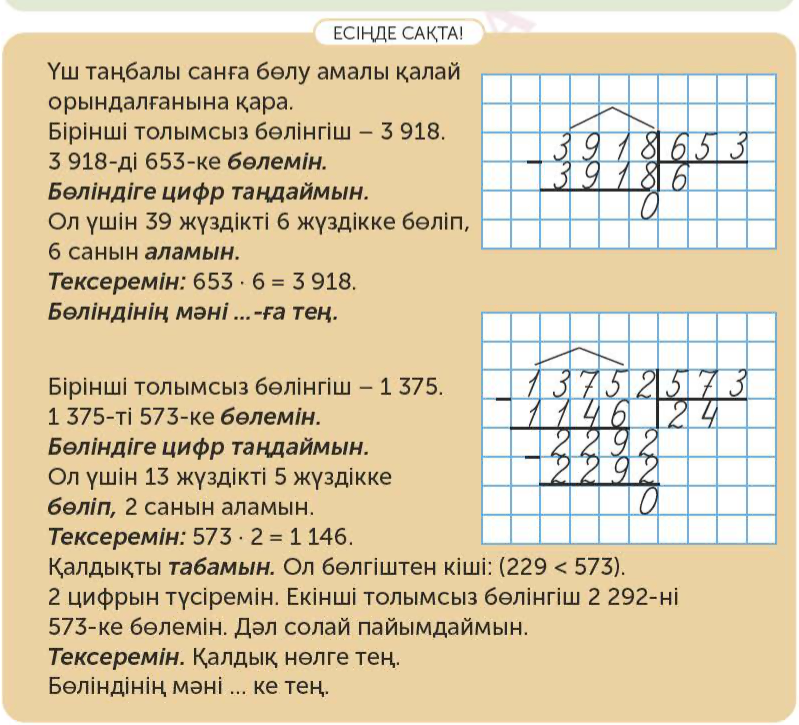 ЕСІҢДЕ САҚТА!
Үш таңбалы санға бөлу амалы қалай
орындалғанына қара.
Бірінші толымсыз бөлінгіш – 3 918.
3 918-ді 653-ке бөлемін.
Бөліндіге цифр таңдаймын.
Ол үшін 39 жүздікті 6 жүздікке бөліп,
6 санын аламын.
Тексеремін: 653 · 6 = 3 918.
Бөліндінің мәні ...-ға тең.
3918 653
- 3918 6
0
Бірінші толымсыз бөлінгіш – 1 375.
1 375-ті 573-ке бөлемін.
Бөліндіге цифр таңдаймын.
Ол үшін 13 жүздікті 5 жүздікке
бөліп, 2 санын аламын.
Тексеремін: 573 · 2 = 1 146.
Қалдықты табамын. Ол бөлгіштен кіші: (229 < 573).
2 цифрын түсіремін. Екінші толымсыз бөлінгіш 2 292-ні
573-ке бөлемін. Дәл солай пайымдаймын.
Тексеремін. Қалдық нөлге тең.
Бөліндінің мәні ... ке тең.
13752 573
- 1146 24
2292
- 2292
0